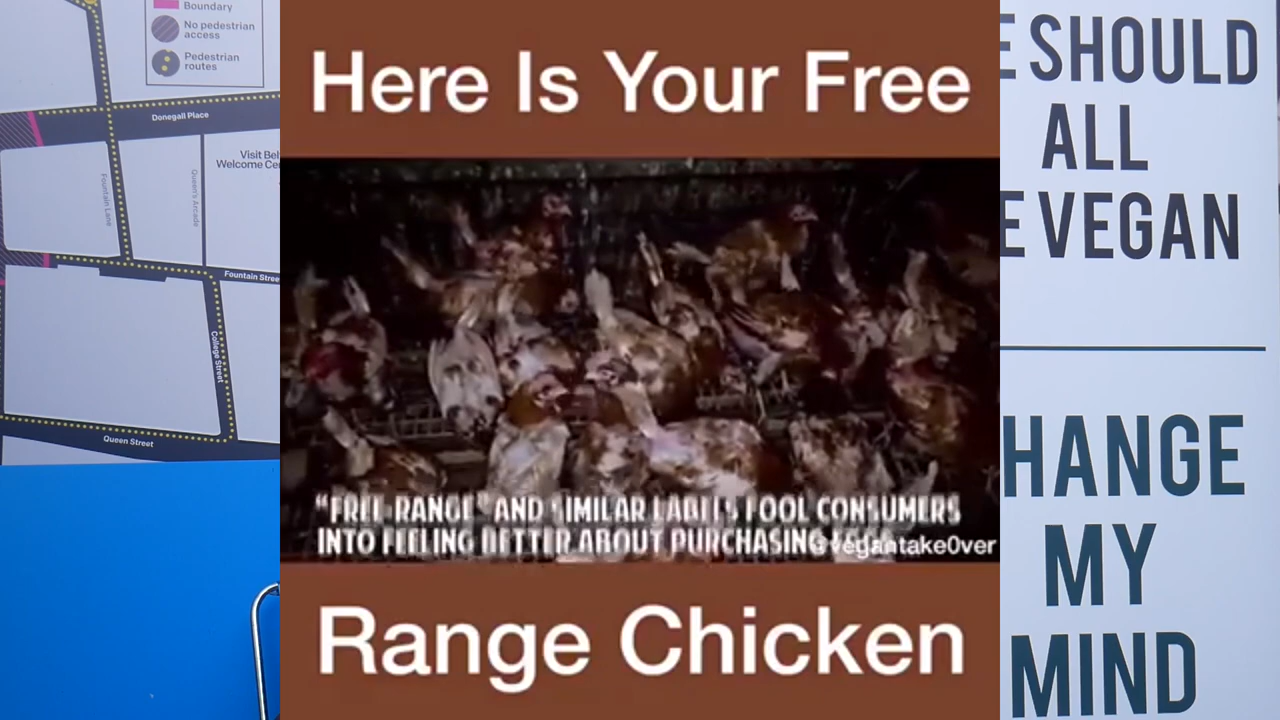 Boundary
No pedestrian
access
Pedestrian
routes
Donegall Place
Visit Bel
Welcome Ce
Fountain Lane
Queen's Arcade
Fountain Stree
College Street
Queen Street
Here Is Your Free
"FREE RANGE" AND SIMILAR LABELS FOOL CONSUMERS
INTO FEELING BETTER ABOUT PURCHASING
@vegantake0ver
Range Chicken
E SHOULD
ALL
E VEGAN
HANGE
MY
MIND